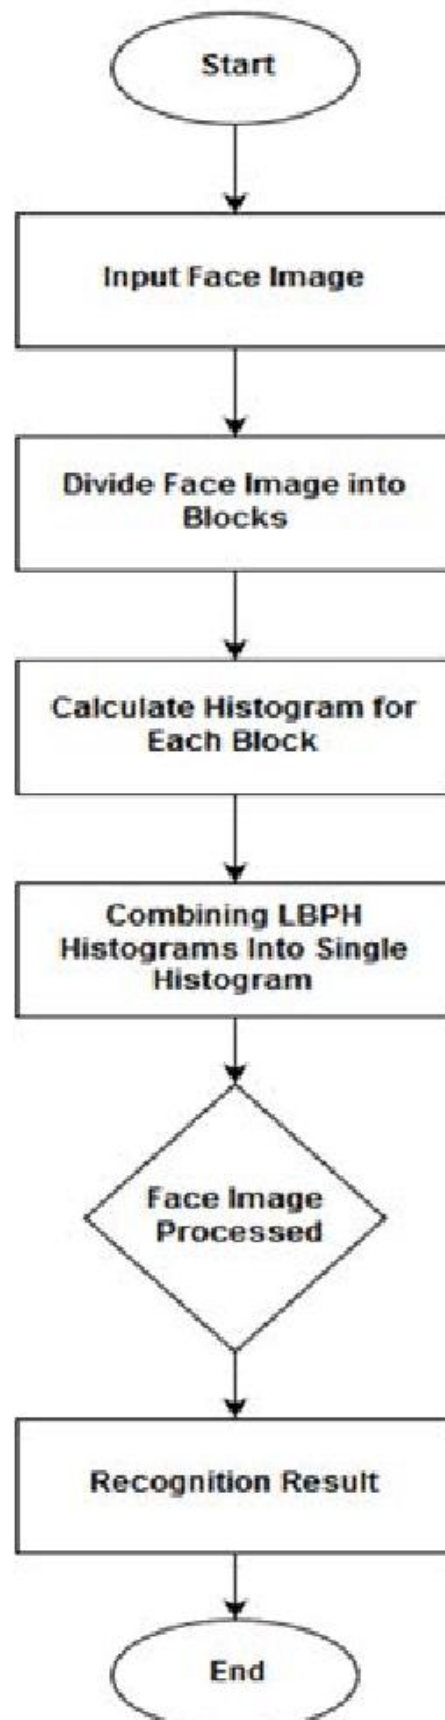 Start
Input Face Image
Divide Face Image into
Blocks
Calculate Histogram for
Each Block
Combining LBPH
Histograms Into Single
Histogram
Face Image
Processed
Recognition Result
End